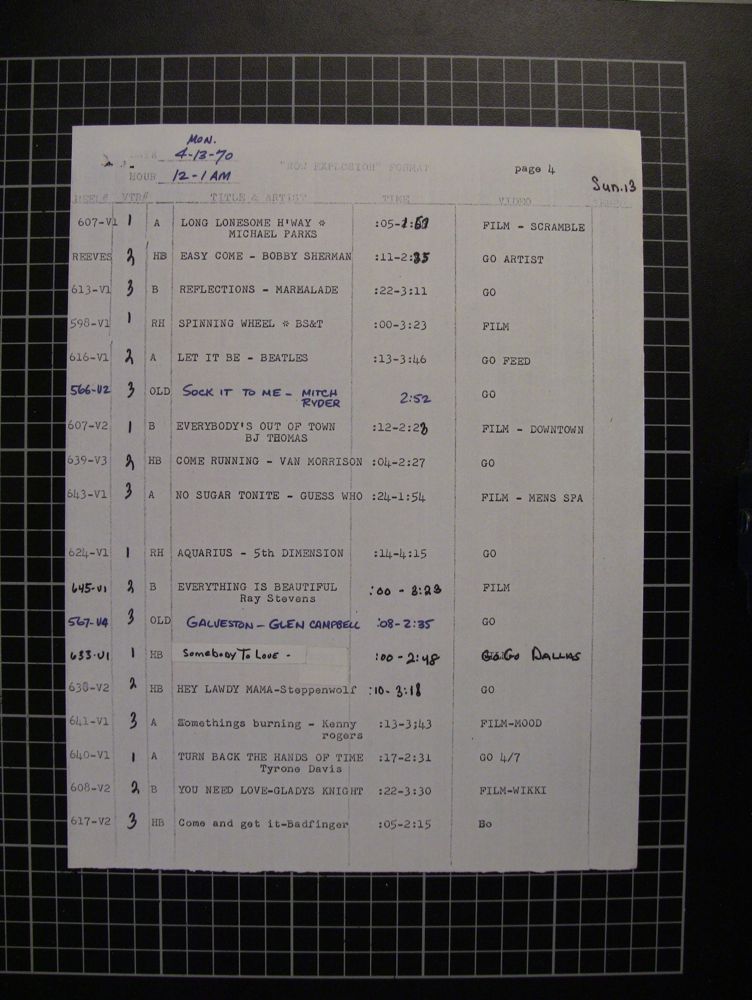 MON.
DATE 4-13-70
"NOW EXPLOSION" FORMAT page 4
HOUR 12-1 AM Sun. 13
REEL# VTR# TITLE & ARTIST TIME VIDEO
607-V1 1 A LONG LONESOME H'WAY * :05- FILM - SCRAMBLE
MICHAEL PARKS
REEVES 2 HB EASY COME - BOBBY SHERMAN :11-2:35 GO ARTIST
613-V1 3 B REFLECTIONS - MARMALADE :22-3:11 GO
598-V1 1 RH SPINNING WHEEL * BS&T :00-3:23 FILM
616-V1 2 A LET IT BE - BEATLES :13-3:46 GO FEED
566-V2 3 OLD SOCK IT TO ME - MITCH 2:52 GO
RYDER
607-V2 1 B EVERYBODY'S OUT OF TOWN :12-2:28 FILM - DOWNTOWN
BJ THOMAS
639-V3 2 HB COME RUNNING - VAN MORRISON :04-2:27 GO
643-V1 3 A NO SUGAR TONITE - GUESS WHO :24-1:54 FILM - MENS SPA
624-V1 1 RH AQUARIUS - 5th DIMENSION :14-4:15 GO
645-V1 2 B EVERYTHING IS BEAUTIFUL :00 - 3:23 FILM
Ray Stevens
567-V4 3 OLD GALVESTON - GLEN CAMPBELL :08-2:35 GO
633-V1 1 HB Somebody To Love - :00 - 2:48 GoGo DALLAS
638-V2 2 HB HEY LAWDY MAMA-Steppenwolf :10-3:18 GO
641-V1 3 A Somethings burning - Kenny :13-3;43 FILM-MOOD
rogers
640-V1 1 A TURN BACK THE HANDS OF TIME :17-2:31 GO 4/7
Tyrone Davis
608-V2 2 B YOU NEED LOVE-GLADYS KNIGHT :22-3:30 FILM-WIKKI
617-V2 3 HB Come and get it-Badfinger :05-2:15 Bo